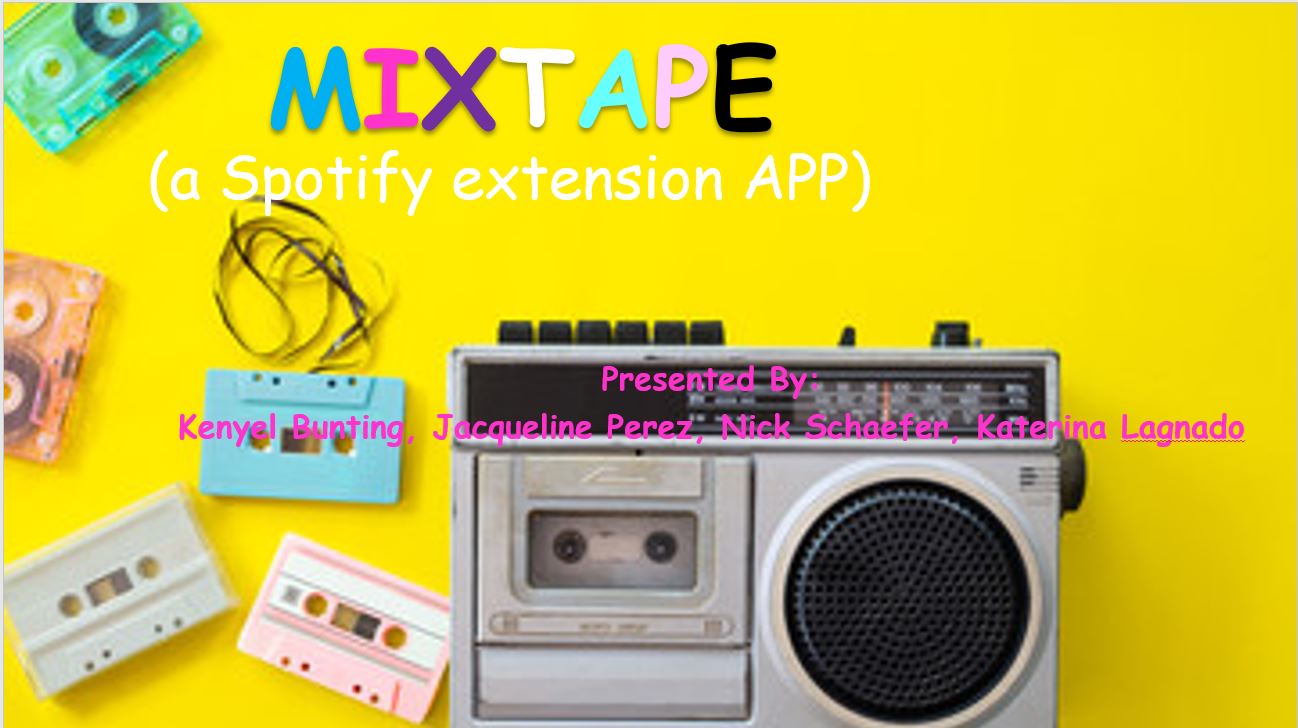 MIXTAPE
(a Spotify extension APP)
Presented By:
Kenyel Bunting, Jacqueline Perez, Nick Schaefer, Katerina Lagnado